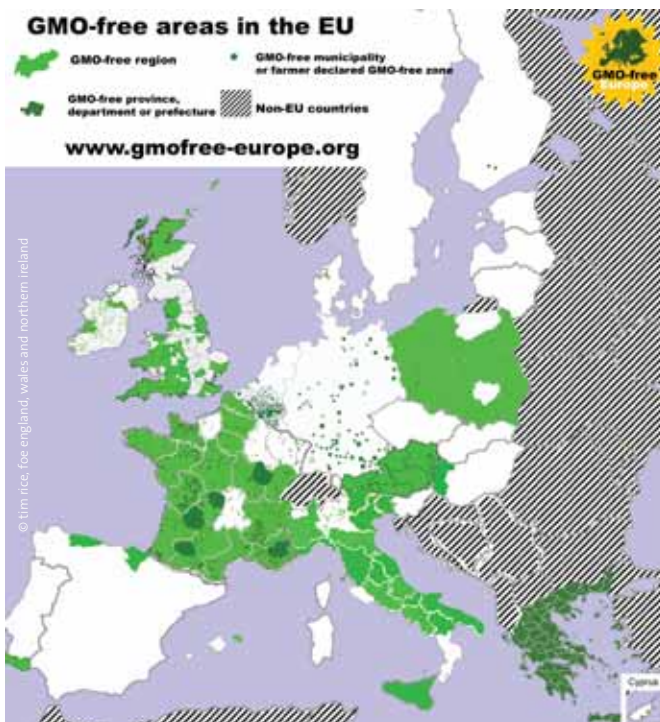 GMO-free areas in the EU
GMO-free region
GMO-free municipality
or farmer declared GMO-free zone
GMO-free province,
department or prefecture
Non-EU countries
www.gmofree-europe.org
GMO-free
Europe
© tim rice, foe england, wales and northern ireland
Cyprus